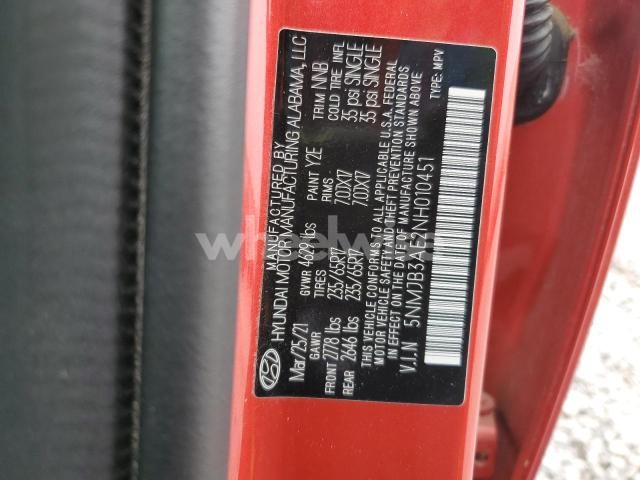 MANUFACTURED BY
HYUNDAI MOTOR MANUFACTURING ALABAMA, LLC
Mar/25/21 GVWR 4629 lbs PAINT Y2E TRIM NNB
GAWR TIRES RIMS COLD TIRE INFL
FRONT 2778 lbs 235/65R17 7.0JX17 35 psi SINGLE
REAR 2646 lbs 235/65R17 7.0JX17 35 psi SINGLE
THIS VEHICLE CONFORMS TO ALL APPLICABLE U.S.A. FEDERAL
MOTOR VEHICLE SAFETY AND THEFT PREVENTION STANDARDS
IN EFFECT ON THE DATE OF MANUFACTURE SHOWN ABOVE
V.I.N 5NMJB3AE2NH010451 TYPE: MPV